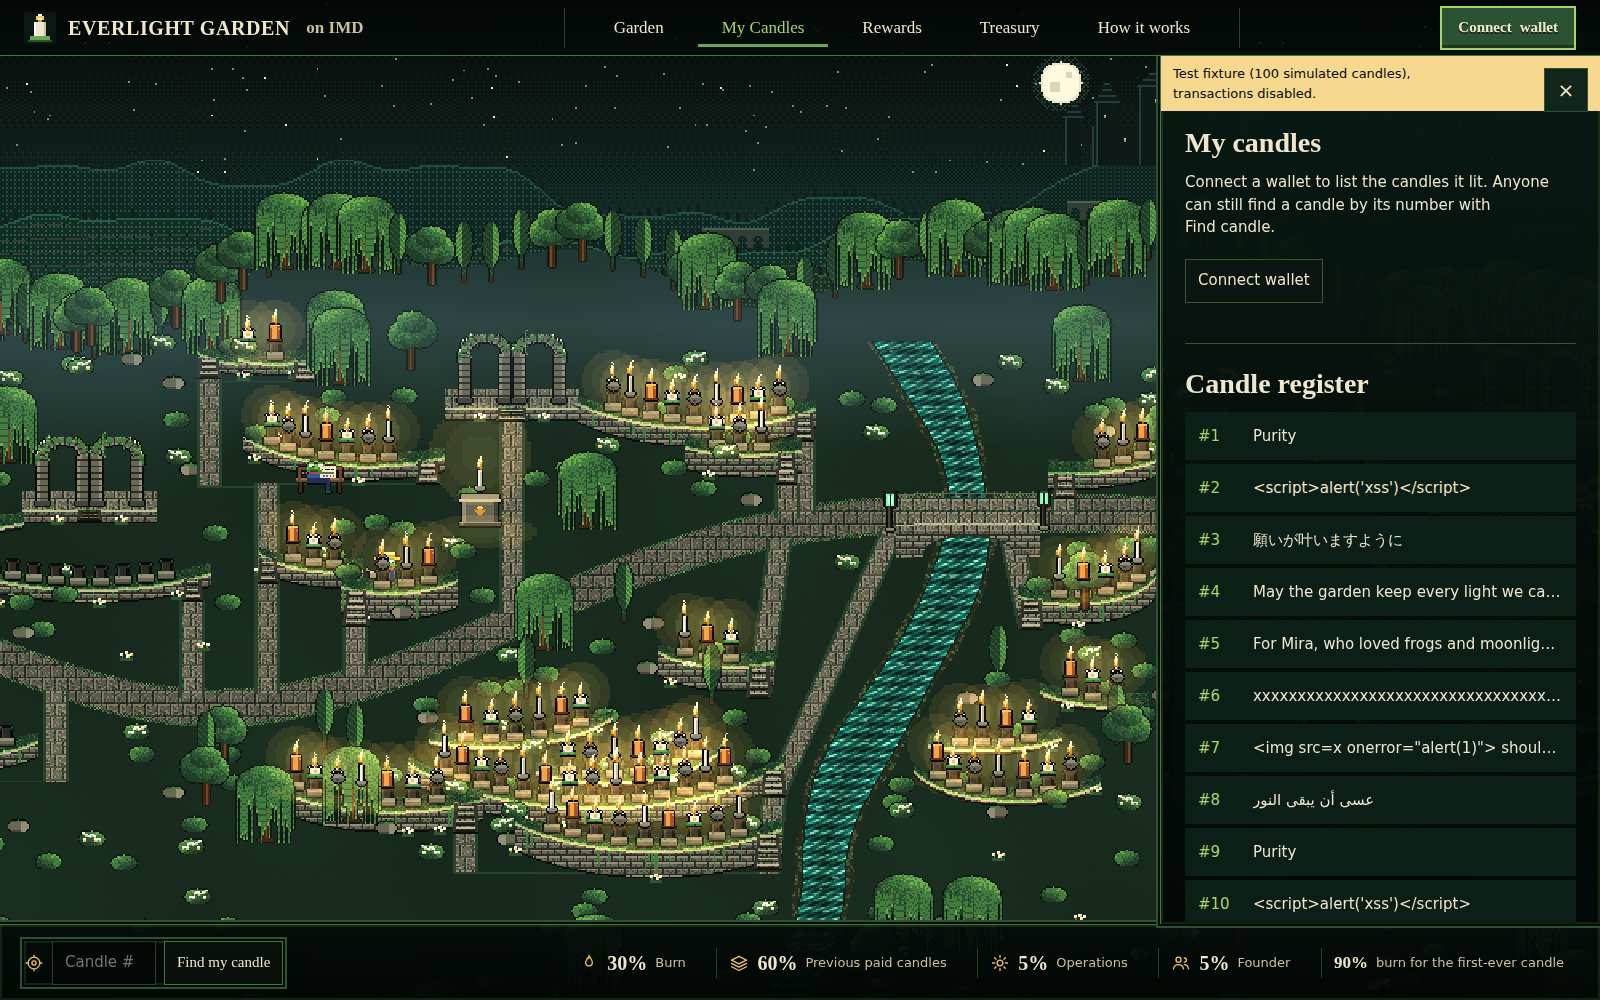 EVERLIGHT GARDEN on IMD
Garden
My Candles
Rewards
Treasury
How it works
Connect wallet
Test fixture (100 simulated candles),
transactions disabled.
My candles
Connect a wallet to list the candles it lit. Anyone
can still find a candle by its number with
Find candle.
Connect wallet
Candle register
#1 Purity
#2 <script>alert('xss')</script>
#3 願いが叶いますように
#4 May the garden keep every light we ca…
#5 For Mira, who loved frogs and moonlig…
#6 xxxxxxxxxxxxxxxxxxxxxxxxxxxxxxxxx…
#7 <img src=x onerror="alert(1)"> shoul…
#8 عسى أن يبقى النور
#9 Purity
#10 <script>alert('xss')</script>
Candle #
Find my candle
30% Burn
60% Previous paid candles
5% Operations
5% Founder
90% burn for the first-ever candle